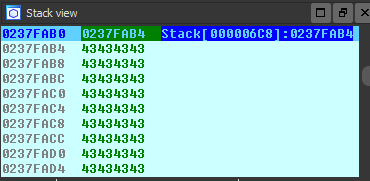 Stack view
0237FAB0 0237FAB4 Stack[000006C8]:0237FAB4
0237FAB4 43434343
0237FAB8 43434343
0237FABC 43434343
0237FAC0 43434343
0237FAC4 43434343
0237FAC8 43434343
0237FACC 43434343
0237FAD0 43434343
0237FAD4 43434343